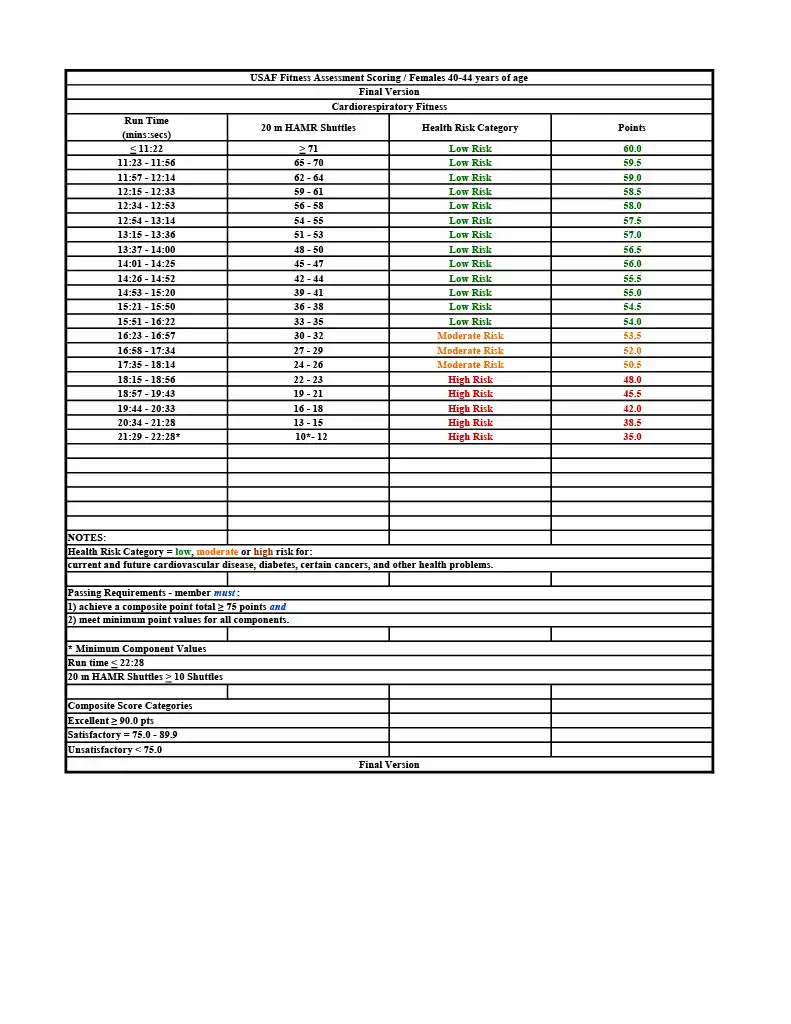 USAF Fitness Assessment Scoring / Females 40-44 years of age
Final Version
Cardiorespiratory Fitness
Run Time
(mins:secs) 20 m HAMR Shuttles Health Risk Category Points
≤ 11:22 ≥ 71 Low Risk 60.0
11:23 - 11:56 65 - 70 Low Risk 59.5
11:57 - 12:14 62 - 64 Low Risk 59.0
12:15 - 12:33 59 - 61 Low Risk 58.5
12:34 - 12:53 56 - 58 Low Risk 58.0
12:54 - 13:14 54 - 55 Low Risk 57.5
13:15 - 13:36 51 - 53 Low Risk 57.0
13:37 - 14:00 48 - 50 Low Risk 56.5
14:01 - 14:25 45 - 47 Low Risk 56.0
14:26 - 14:52 42 - 44 Low Risk 55.5
14:53 - 15:20 39 - 41 Low Risk 55.0
15:21 - 15:50 36 - 38 Low Risk 54.5
15:51 - 16:22 33 - 35 Low Risk 54.0
16:23 - 16:57 30 - 32 Moderate Risk 53.5
16:58 - 17:34 27 - 29 Moderate Risk 52.0
17:35 - 18:14 24 - 26 Moderate Risk 50.5
18:15 - 18:56 22 - 23 High Risk 48.0
18:57 - 19:43 19 - 21 High Risk 45.5
19:44 - 20:33 16 - 18 High Risk 42.0
20:34 - 21:28 13 - 15 High Risk 38.5
21:29 - 22:28* 10*- 12 High Risk 35.0
NOTES:
Health Risk Category = low, moderate or high risk for:
current and future cardiovascular disease, diabetes, certain cancers, and other health problems.
Passing Requirements - member must :
1) achieve a composite point total ≥ 75 points and
2) meet minimum point values for all components.
* Minimum Component Values
Run time ≤ 22:28
20 m HAMR Shuttles ≥ 10 Shuttles
Composite Score Categories
Excellent ≥ 90.0 pts
Satisfactory = 75.0 - 89.9
Unsatisfactory < 75.0
Final Version